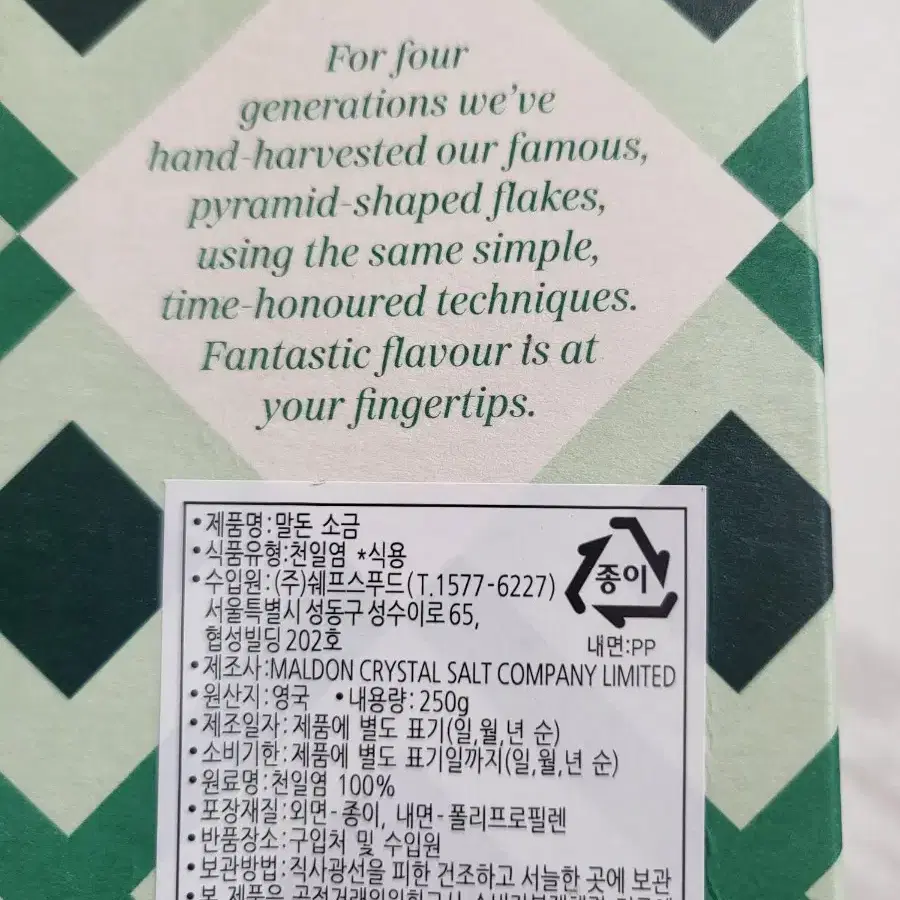 For four
generations we've
hand-harvested our famous,
pyramid-shaped flakes,
using the same simple,
time-honoured techniques.
Fantastic flavour is at
your fingertips.
•제품명:말돈 소금
•식품유형:천일염 *식용
•수입원:(주)쉐프스푸드(T.1577-6227)
서울특별시 성동구 성수이로 65,
협성빌딩 202호
종이
내면:PP
•제조사:MALDON CRYSTAL SALT COMPANY LIMITED
•원산지:영국 •내용량:250g
•제조일자:제품에 별도 표기(일,월,년 순)
•소비기한:제품에 별도 표기일까지(일,월,년 순)
•원료명:천일염 100%
•포장재질:외면-종이, 내면-폴리프로필렌
•반품장소:구입처 및 수입원
•보관방법:직사광선을 피한 건조하고 서늘한 곳에 보관
•본 제품은